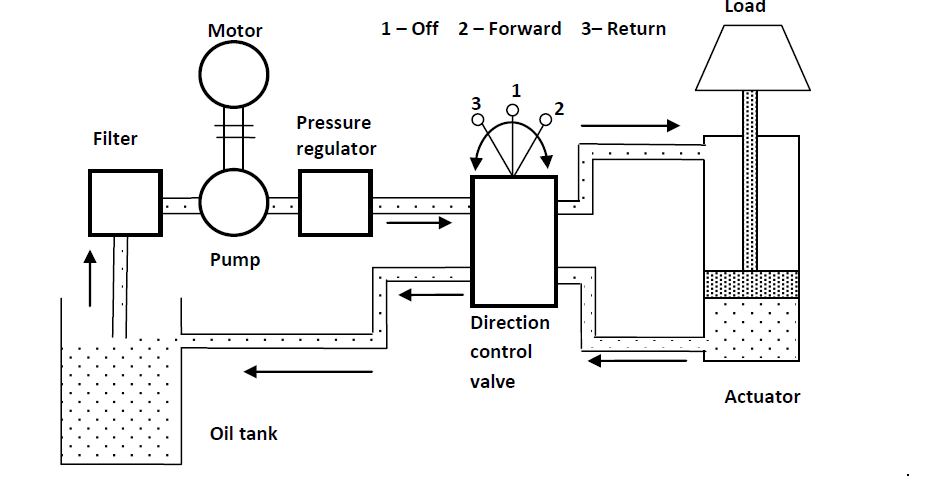 Load
Motor
1 – Off 2 – Forward 3– Return
1
3
2
Pressure
regulator
Filter
Pump
Direction
control
valve
Actuator
Oil tank
.